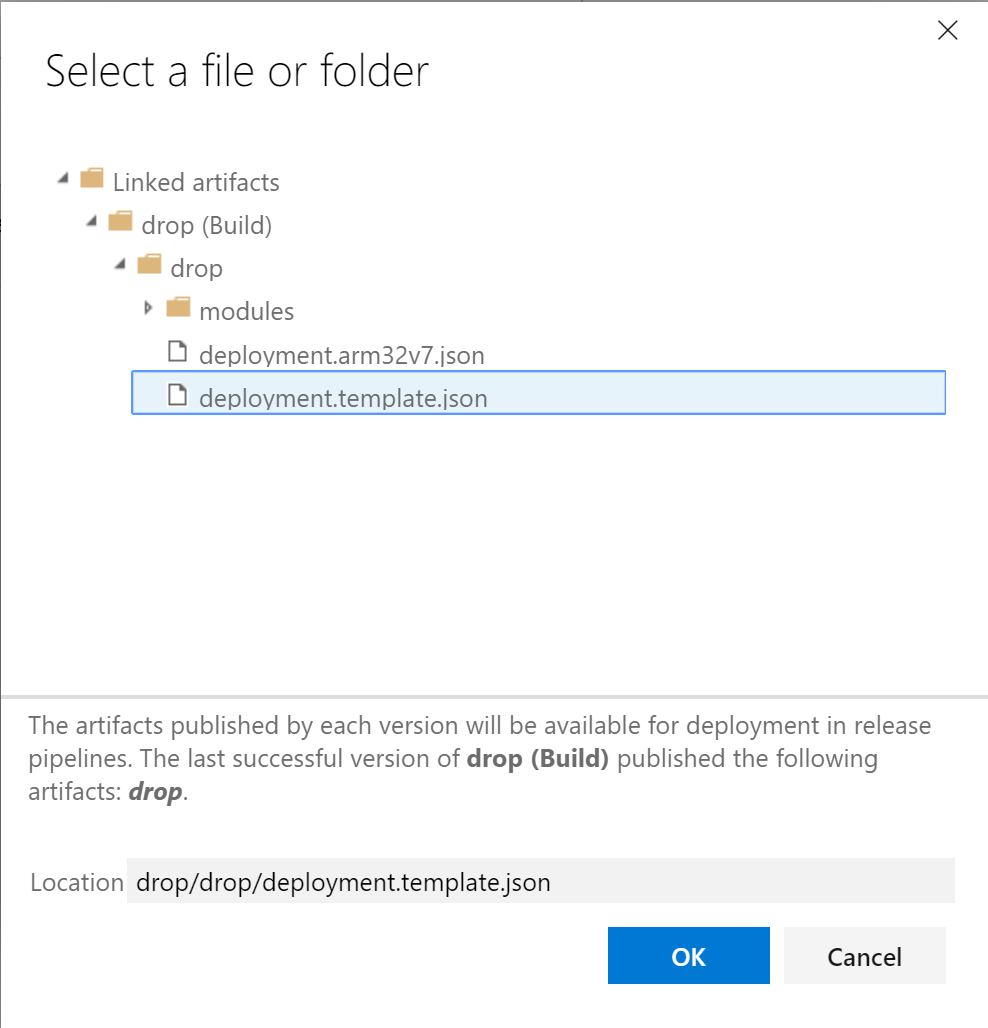 Select a file or folder
Linked artifacts
drop (Build)
drop
modules
deployment.arm32v7.json
deployment.template.json
The artifacts published by each version will be available for deployment in release
pipelines. The last successful version of drop (Build) published the following
artifacts: drop.
Location drop/drop/deployment.template.json
OK Cancel